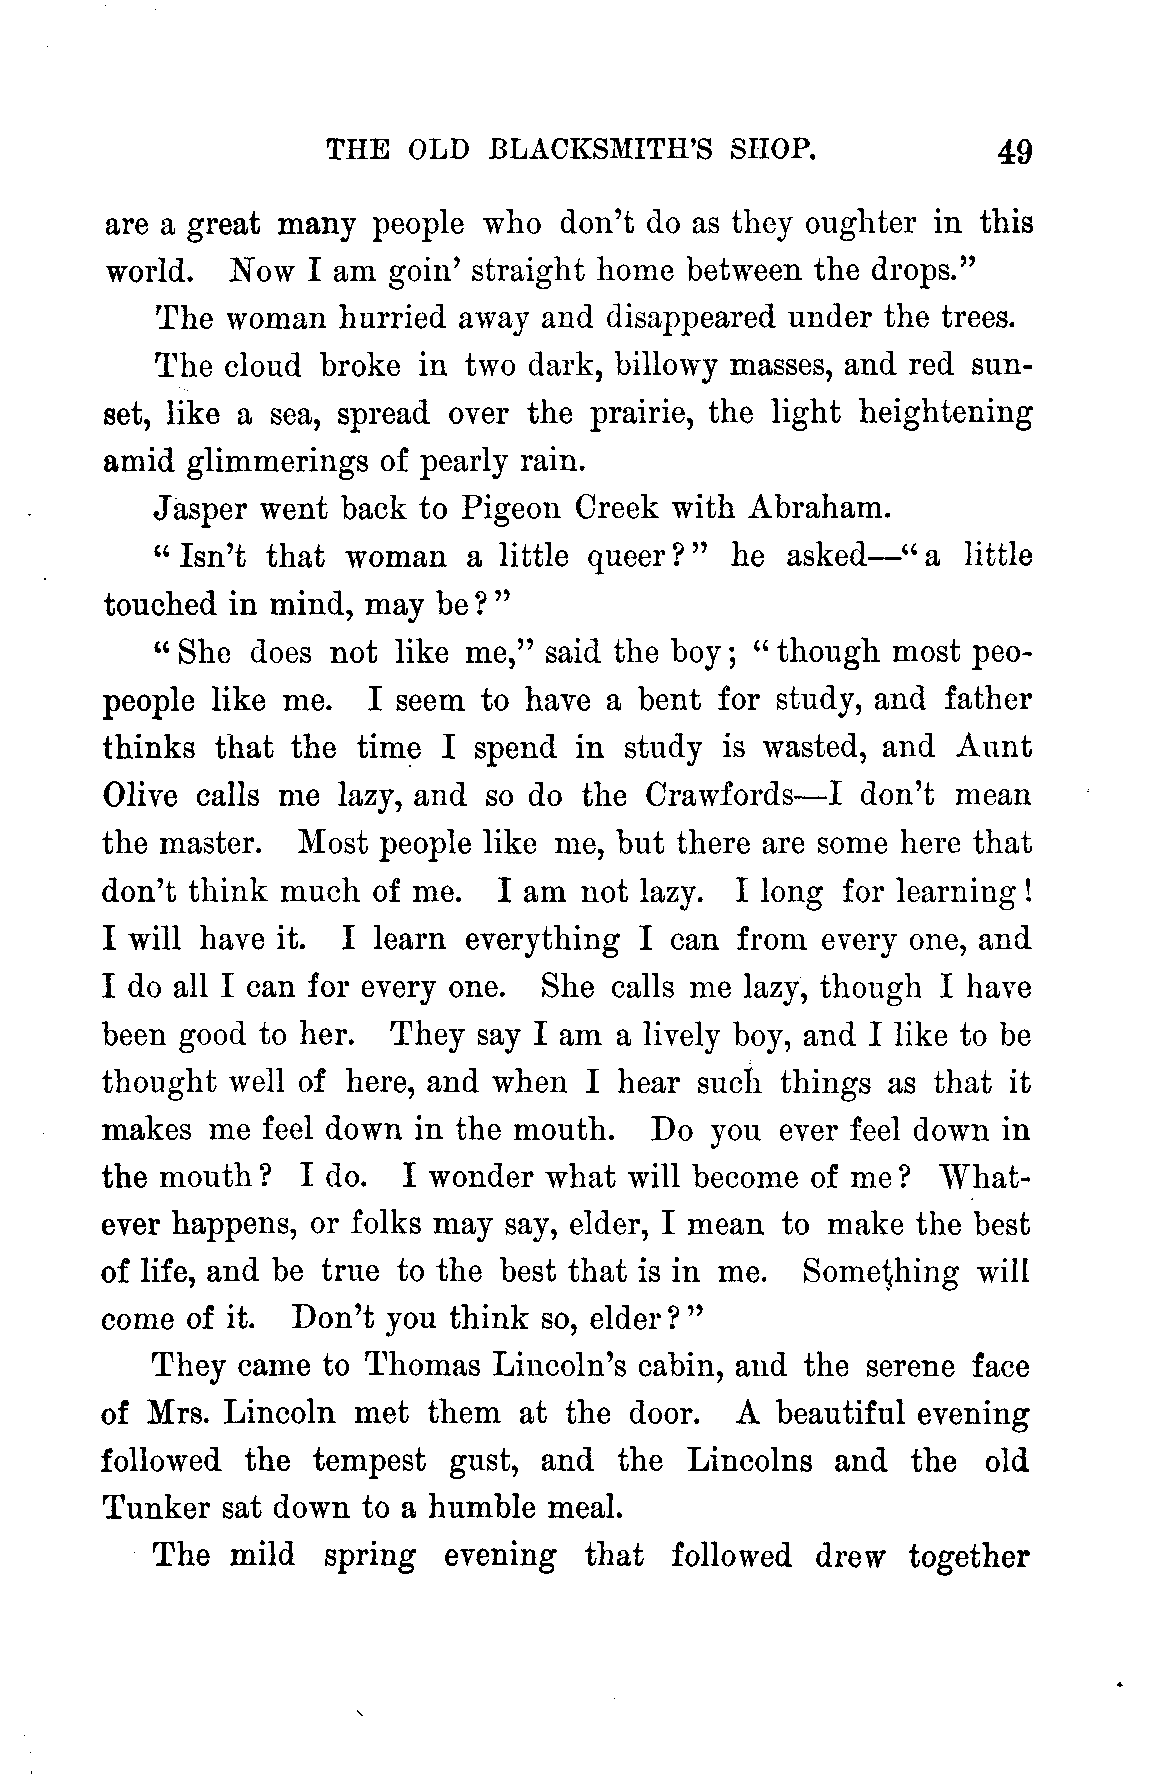 THE OLD BLACKSMITH'S SHOP. 49
are a great many people who don't do as they oughter in this
world. Now I am goin' straight home between the drops."
The woman hurried away and disappeared under the trees.
The cloud broke in two dark, billowy masses, and red sun-
set, like a sea, spread over the prairie, the light heightening
amid glimmerings of pearly rain.
Jasper went back to Pigeon Creek with Abraham.
"Isn't that woman a little queer?" he asked—"a little
touched in mind, may be?"
"She does not like me," said the boy; "though most peo-
people like me. I seem to have a bent for study, and father
thinks that the time I spend in study is wasted, and Aunt
Olive calls me lazy, and so do the Crawfords—I don't mean
the master. Most people like me, but there are some here that
don't think much of me. I am not lazy. I long for learning!
I will have it. I learn everything I can from every one, and
I do all I can for every one. She calls me lazy, though I have
been good to her. They say I am a lively boy, and I like to be
thought well of here, and when I hear such things as that it
makes me feel down in the mouth. Do you ever feel down in
the mouth? I do. I wonder what will become of me? What-
ever happens, or folks may say, elder, I mean to make the best
of life, and be true to the best that is in me. Something will
come of it. Don't you think so, elder?"
They came to Thomas Lincoln's cabin, and the serene face
of Mrs. Lincoln met them at the door. A beautiful evening
followed the tempest gust, and the Lincolns and the old
Tunker sat down to a humble meal.
The mild spring evening that followed drew together